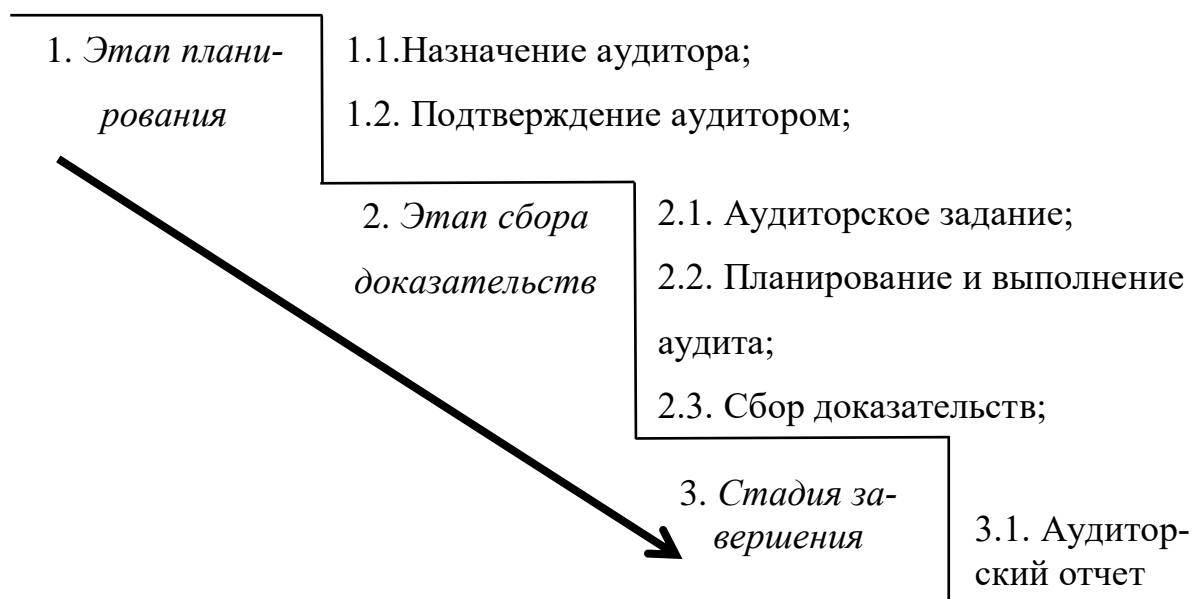 1. Этап плани-
рования
1.1.Назначение аудитора;
1.2. Подтверждение аудитором;
2. Этап сбора
доказательств
2.1. Аудиторское задание;
2.2. Планирование и выполнение
аудита;
2.3. Сбор доказательств;
3. Стадия за-
вершения
3.1. Аудитор-
ский отчет